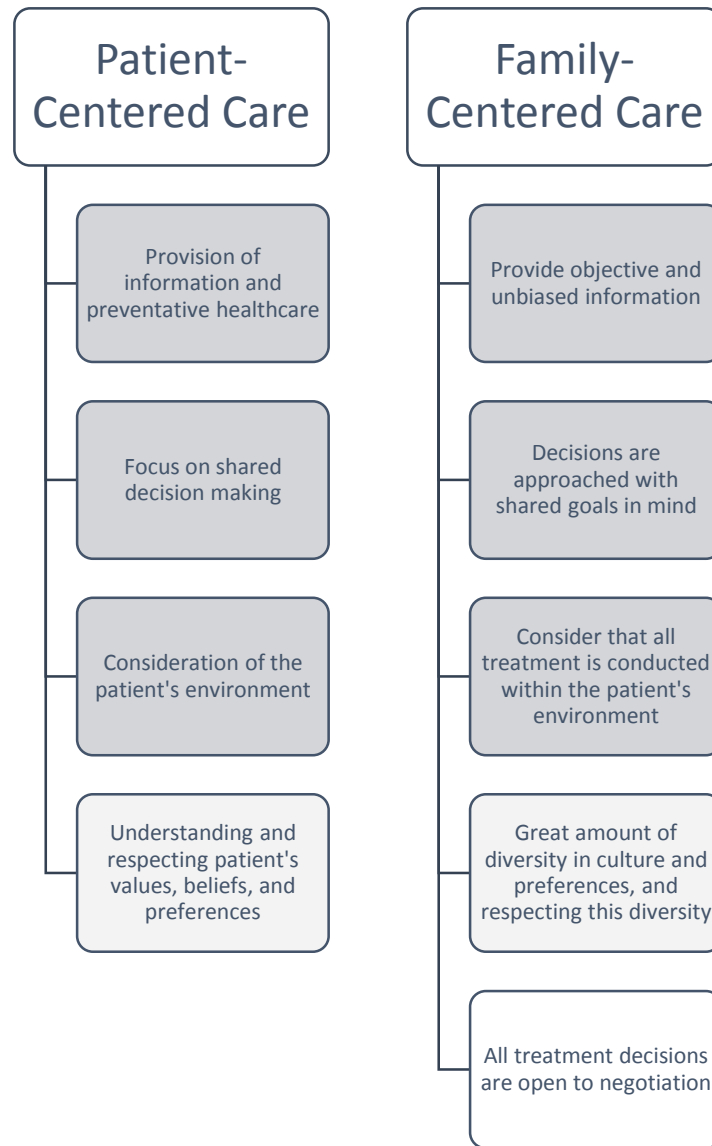 Patient-
Centered Care
Provision of
information and
preventative healthcare
Focus on shared
decision making
Consideration of the
patient's environment
Understanding and
respecting patient's
values, beliefs, and
preferences
Family-
Centered Care
Provide objective and
unbiased information
Decisions are
approached with
shared goals in mind
Consider that all
treatment is conducted
within the patient's
environment
Great amount of
diversity in culture and
preferences, and
respecting this diversity
All treatment decisions
are open to negotiation